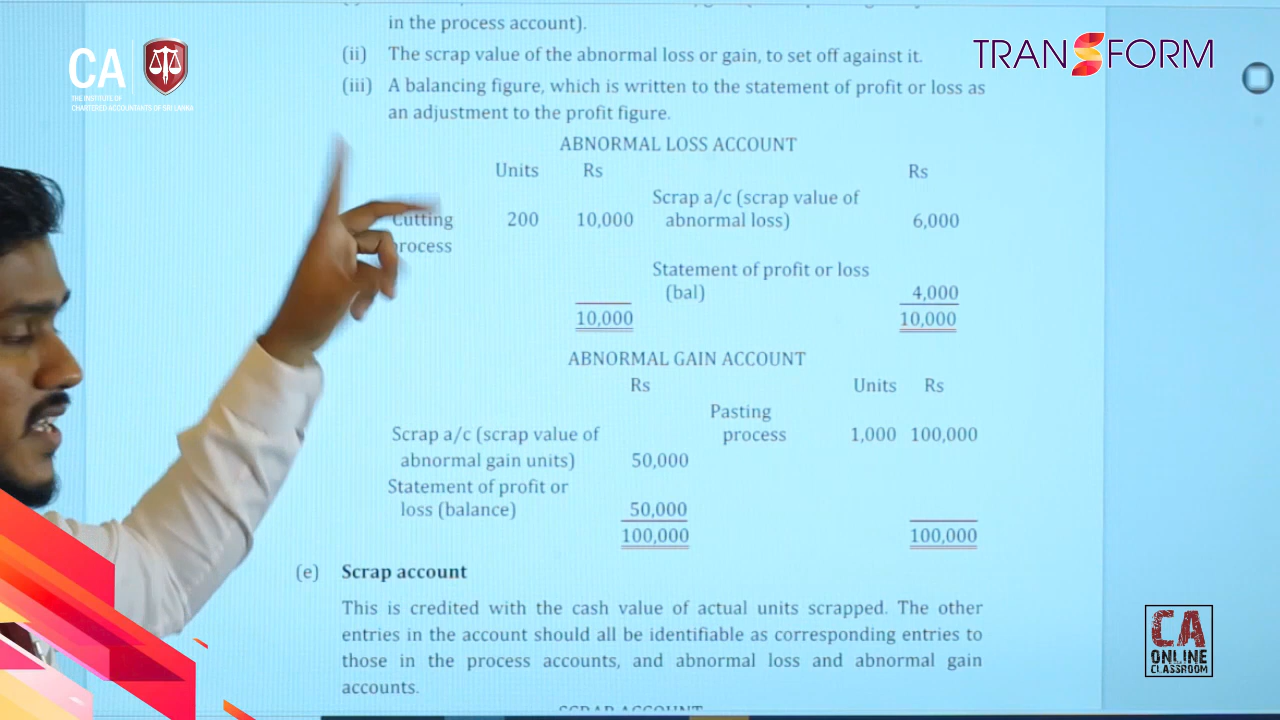 in the process account).
CA
THE INSTITUTE OF
CHARTERED ACCOUNTANTS OF SRI LANKA
TRANSFORM
(ii) The scrap value of the abnormal loss or gain, to set off against it.
(iii) A balancing figure, which is written to the statement of profit or loss as
an adjustment to the profit figure.
ABNORMAL LOSS ACCOUNT
Units Rs Rs
Scrap a/c (scrap value of
Cutting 200 10,000 abnormal loss) 6,000
process
Statement of profit or loss
(bal) 4,000
10,000 10,000
ABNORMAL GAIN ACCOUNT
Rs Units Rs
Pasting
Scrap a/c (scrap value of process 1,000 100,000
abnormal gain units) 50,000
Statement of profit or
loss (balance) 50,000
100,000 100,000
(e) Scrap account
This is credited with the cash value of actual units scrapped. The other
entries in the account should all be identifiable as corresponding entries to
those in the process accounts, and abnormal loss and abnormal gain
accounts.
SCRAP ACCOUNT
CA
ONLINE
CLASSROOM